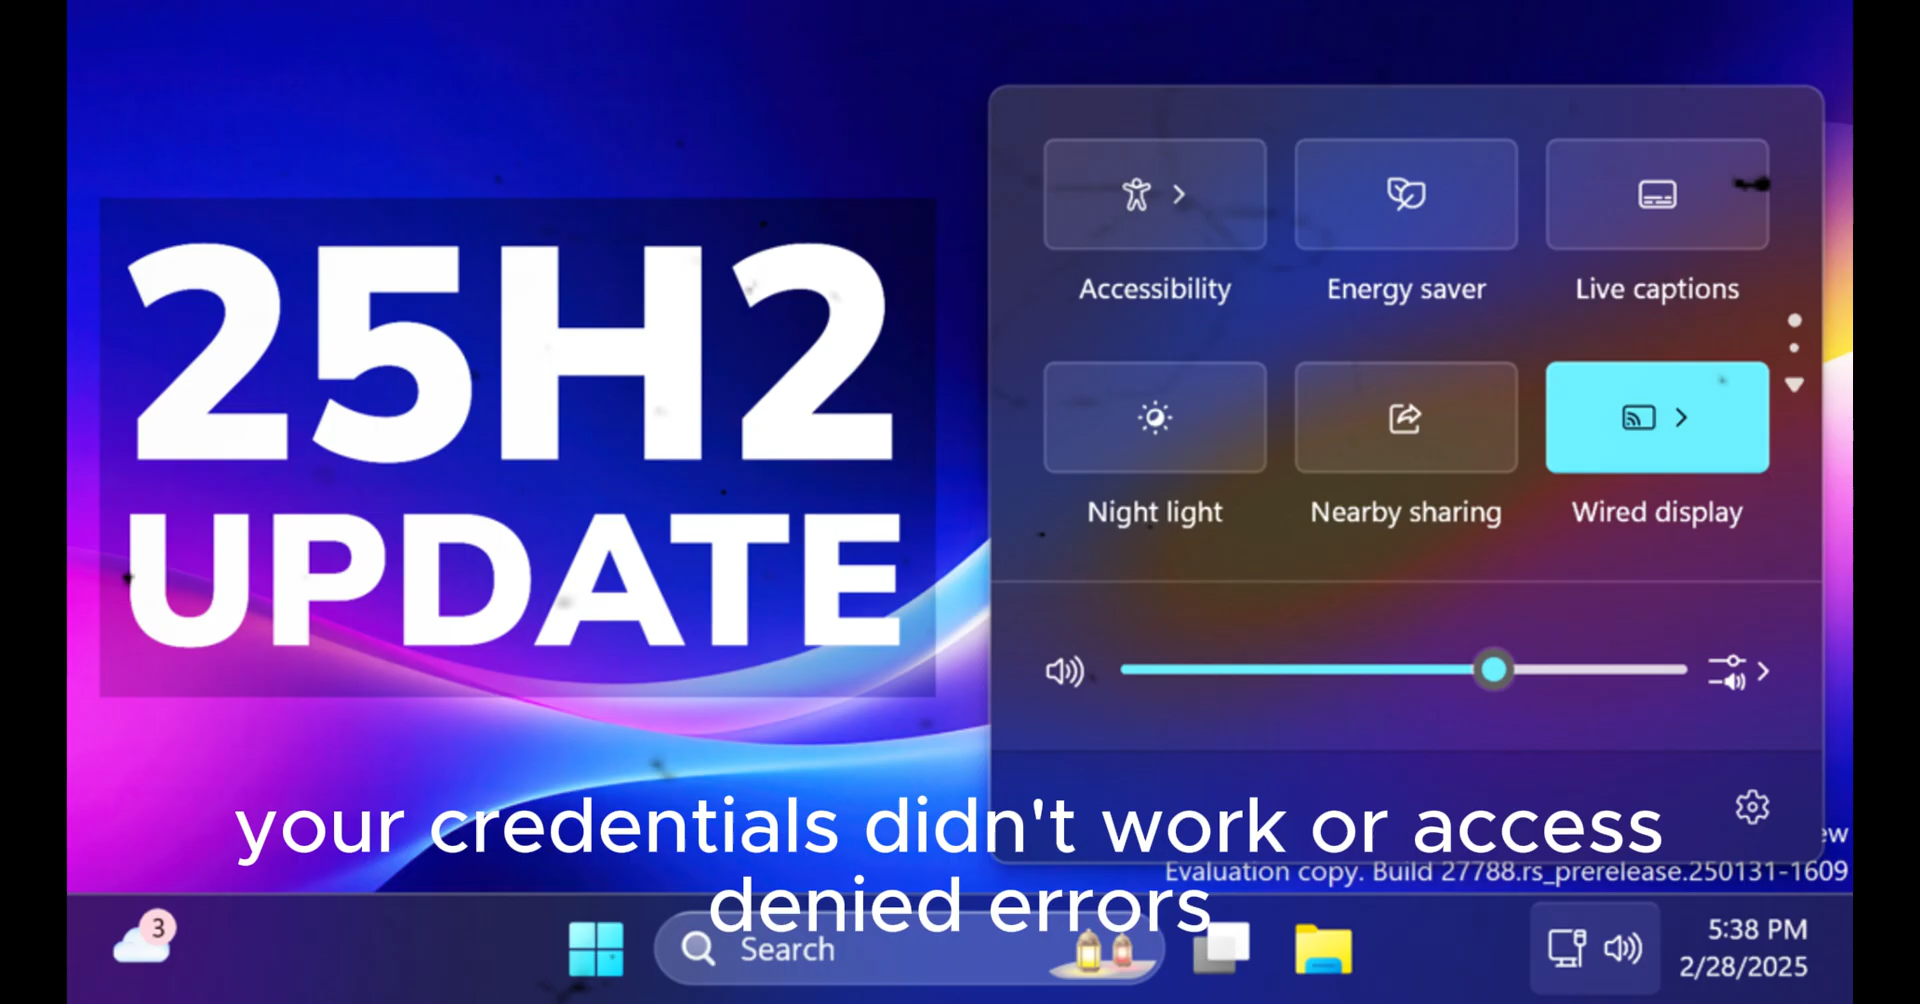 25H2
UPDATE
Accessibility
Energy saver
Live captions
Night light
Nearby sharing
Wired display
your credentials didn't work or access
denied errors
Evaluation copy. Build 27788.rs_prerelease.250131-1609
3
Search
5:38 PM
2/28/2025